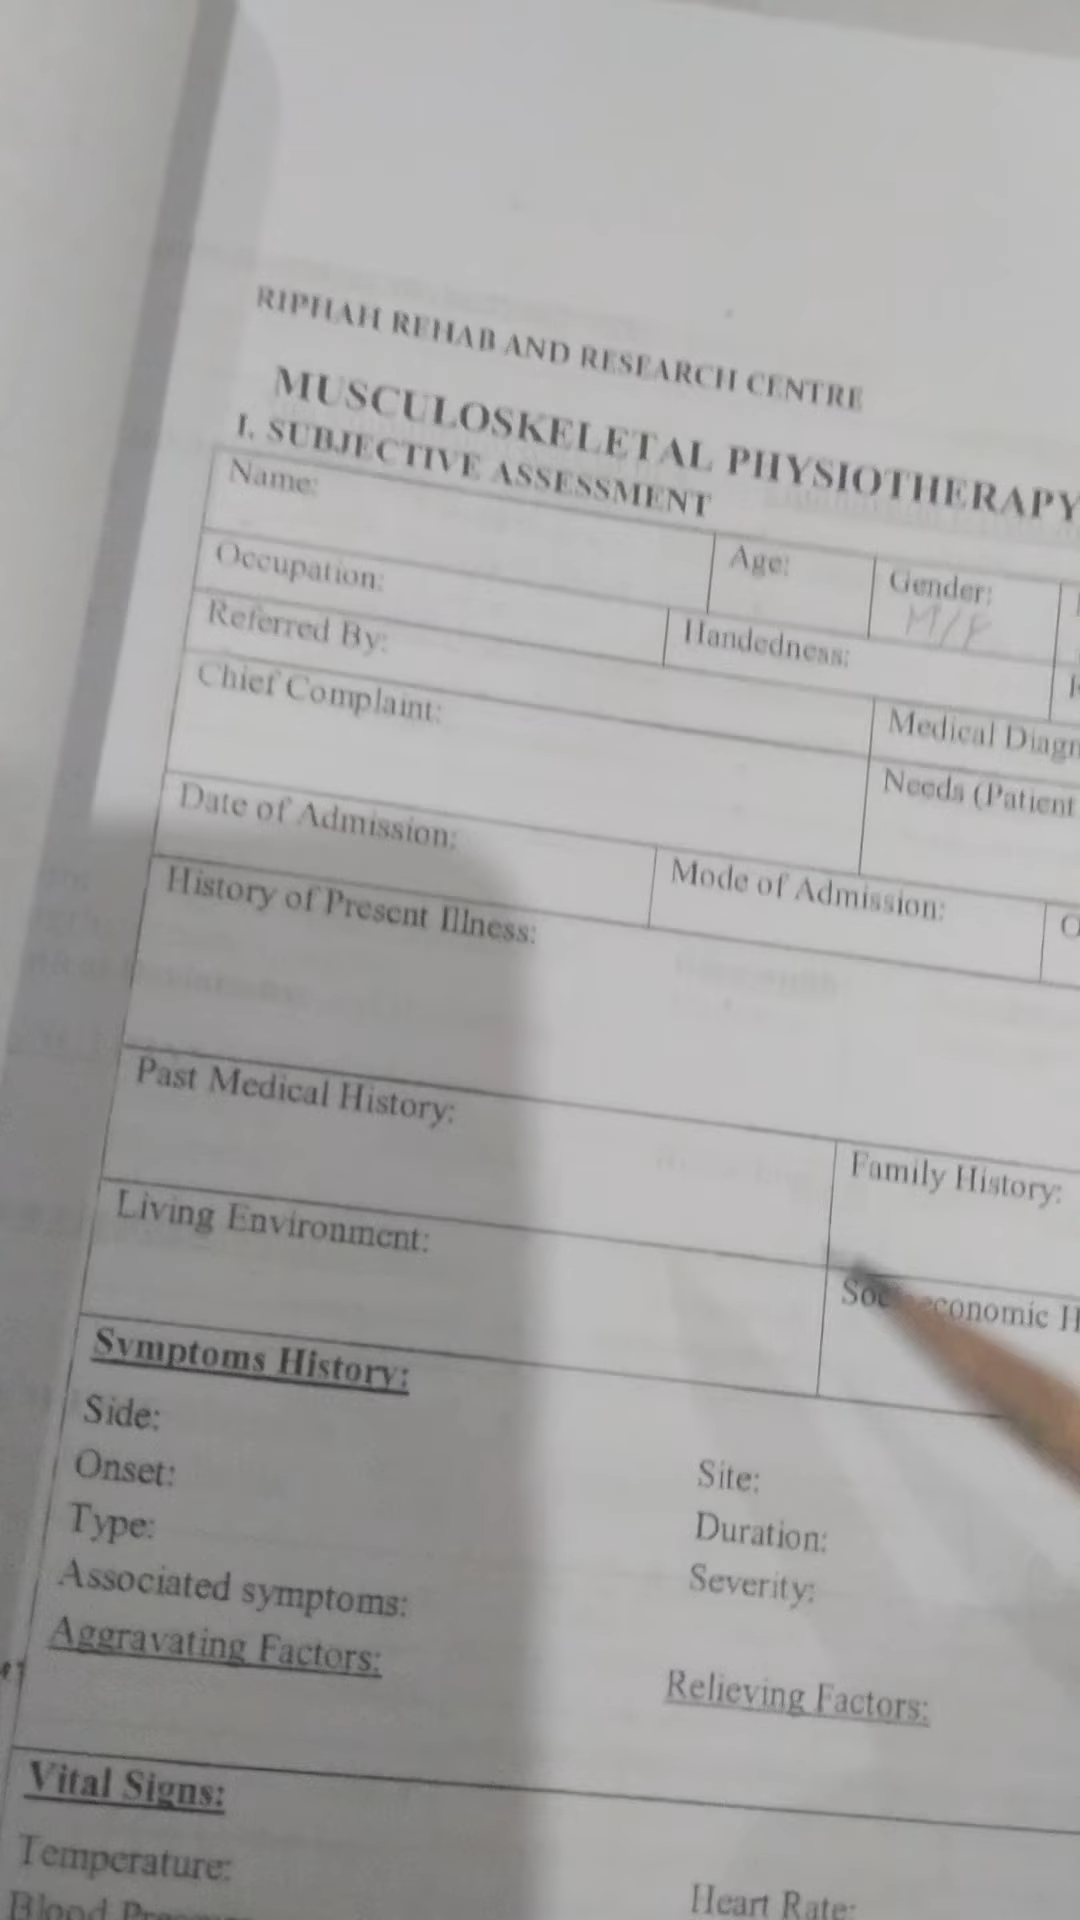 RIPHAH REHAB AND RESEARCH CENTRE
MUSCULOSKELETAL PHYSIOTHERAPY
I. SUBJECTIVE ASSESSMENT
Name:
Age:
Gender:
M/F
Occupation:
Handedness:
Referred By:
Medical Diagn
Chief Complaint:
Needs (Patient
Date of Admission:
Mode of Admission:
History of Present Illness:
Past Medical History:
Family History:
Living Environment:
economic H
Symptoms History:
Side:
Site:
Onset:
Duration:
Type:
Severity:
Associated symptoms:
Aggravating Factors:
Relieving Factors:
Vital Signs:
Temperature:
Heart Rate:
Blood